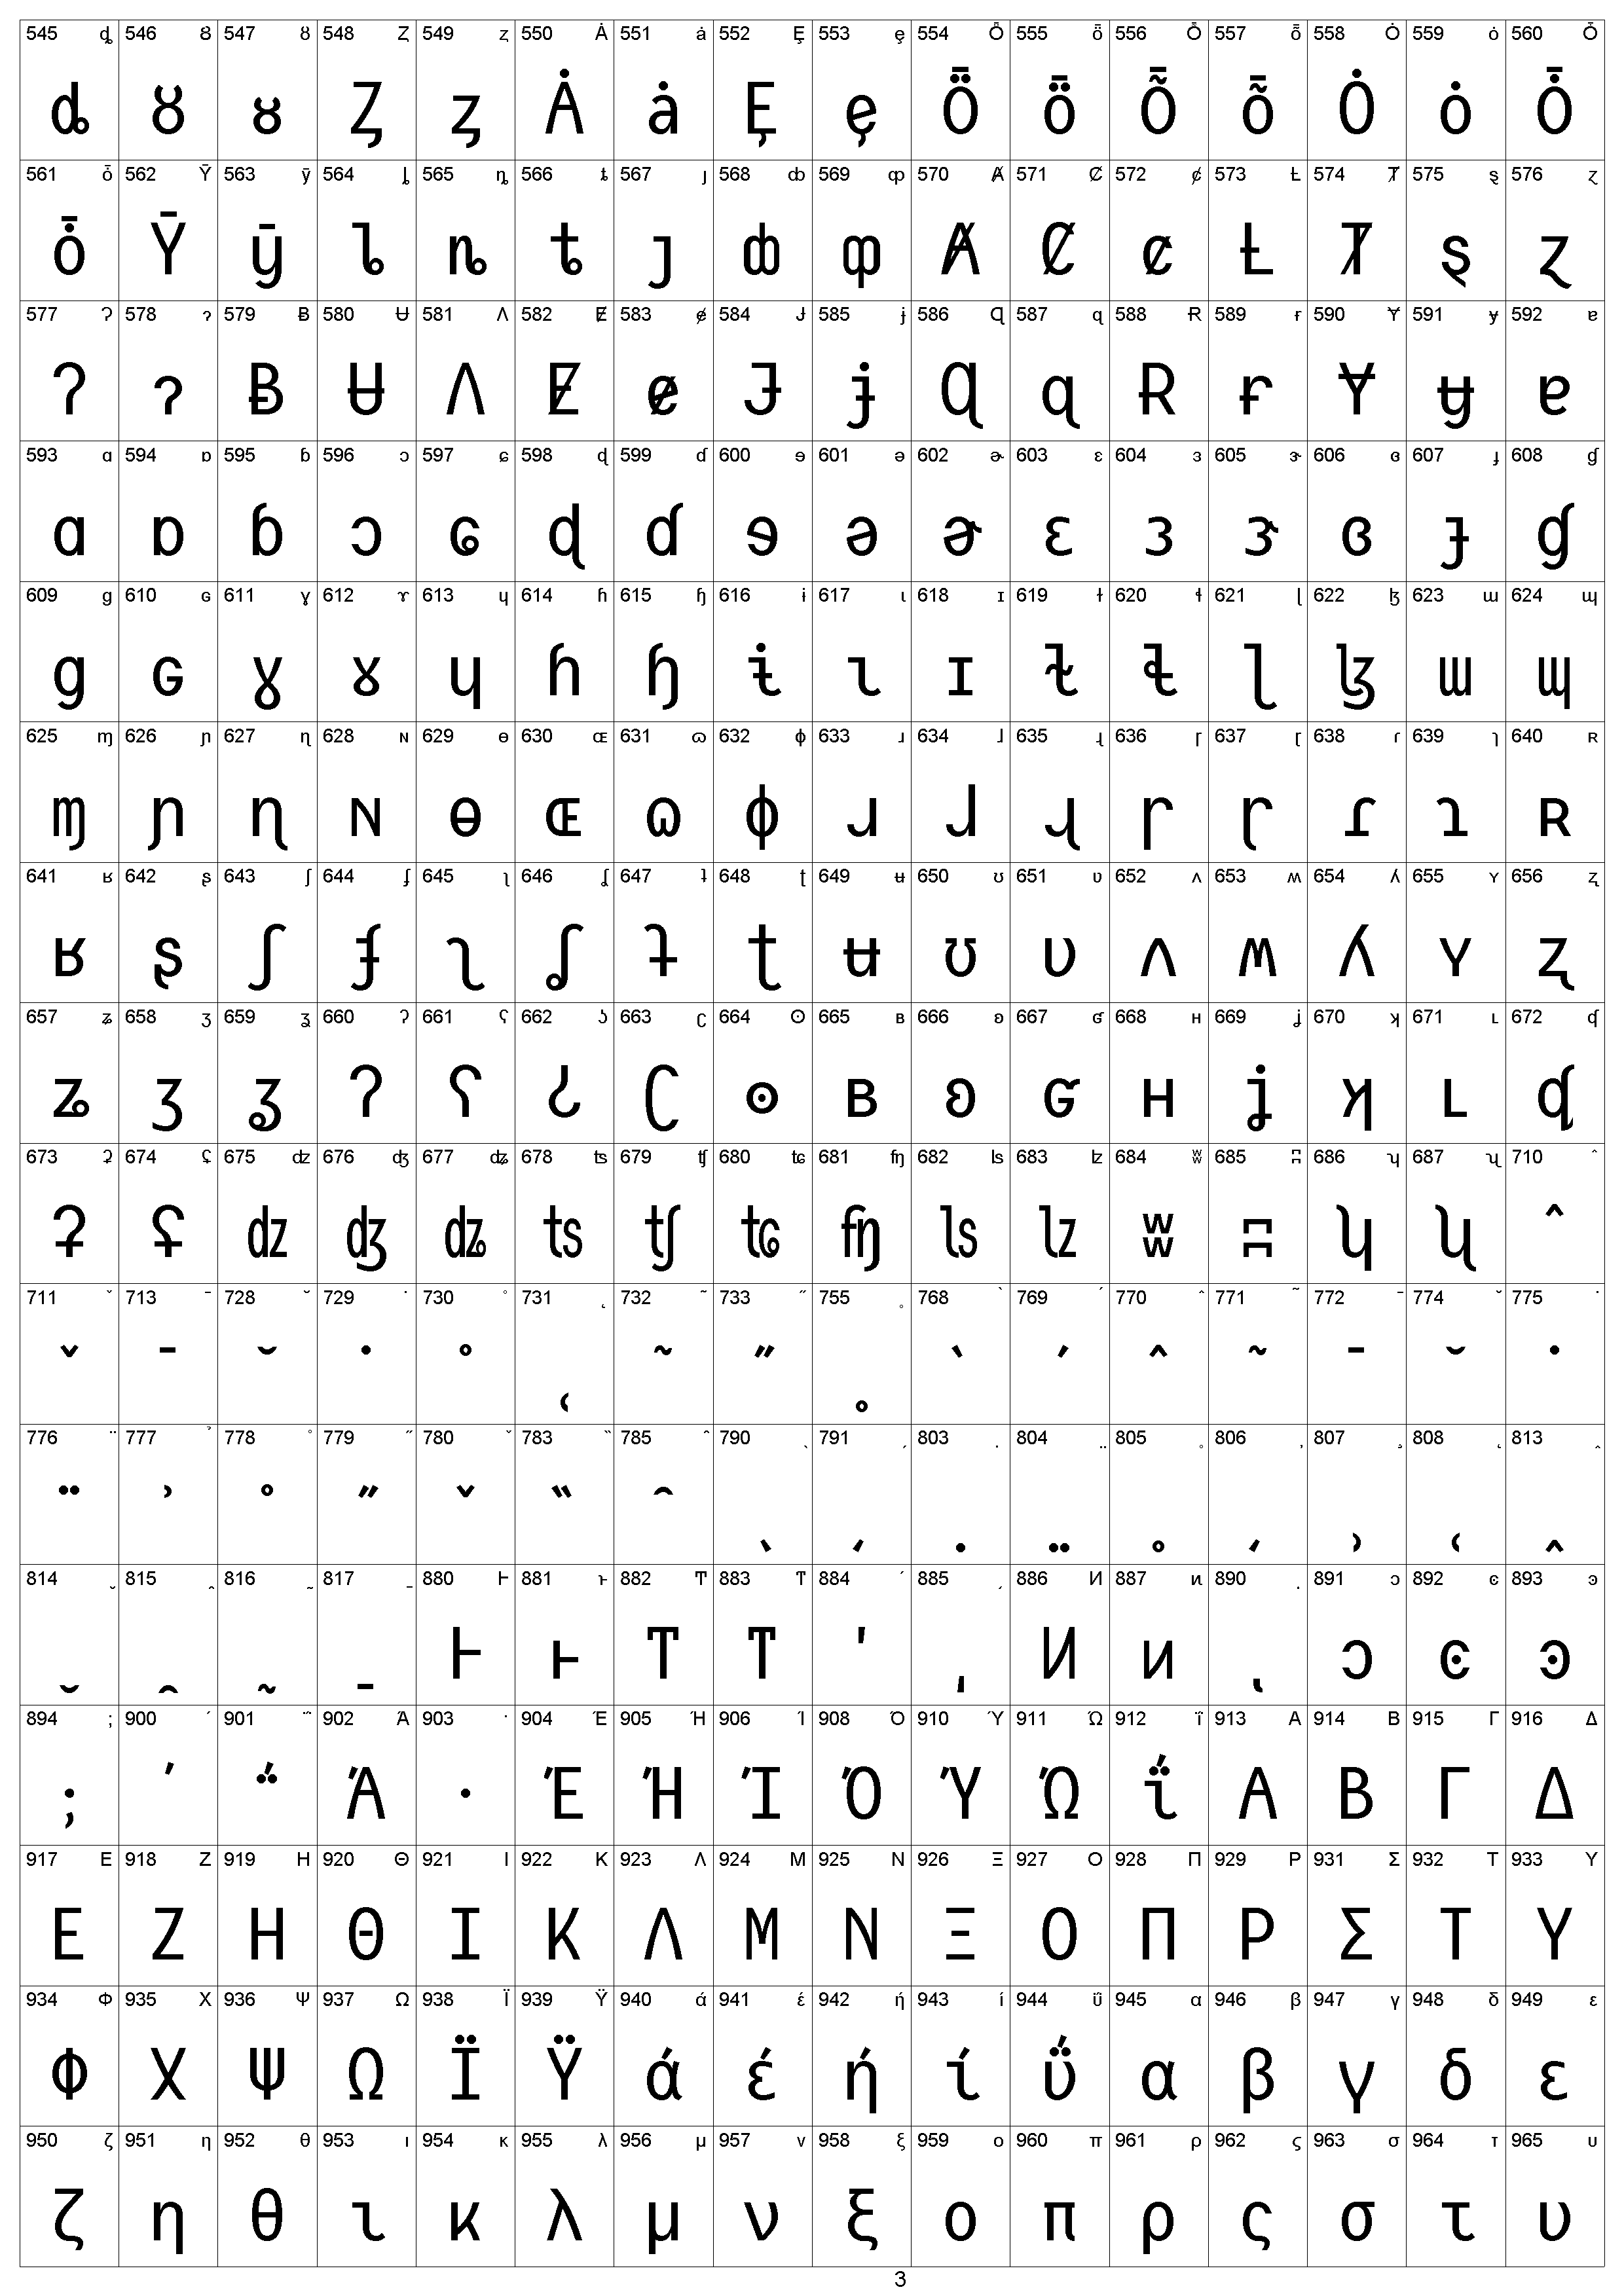 545 ȡ 546 Ȣ 547 ȣ 548 Ȥ 549 ȥ 550 Ȧ 551 ȧ 552 Ȩ 553 ȩ 554 Ȫ 555 ȫ 556 Ȭ 557 ȭ 558 Ȯ 559 ȯ 560 Ȱ
ȡ Ȣ ȣ Ȥ ȥ Ȧ ȧ Ȩ ȩ Ȫ ȫ Ȭ ȭ Ȯ ȯ Ȱ
561 ȱ 562 Ȳ 563 ȳ 564 ȴ 565 ȵ 566 ȶ 567 ȷ 568 ȸ 569 ȹ 570 Ⱥ 571 Ȼ 572 ȼ 573 Ƚ 574 Ⱦ 575 ȿ 576 ɀ
ȱ Ȳ ȳ ȴ ȵ ȶ ȷ ȸ ȹ Ⱥ Ȼ ȼ Ƚ Ⱦ ȿ ɀ
577 Ɂ 578 ɂ 579 Ƀ 580 Ʉ 581 Ʌ 582 Ɇ 583 ɇ 584 Ɉ 585 ɉ 586 Ɋ 587 ɋ 588 Ɍ 589 ɍ 590 Ɏ 591 ɏ 592 ɐ
Ɂ ɂ Ƀ Ʉ Ʌ Ɇ ɇ Ɉ ɉ Ɋ ɋ Ɍ ɍ Ɏ ɏ ɐ
593 ɑ 594 ɒ 595 ɓ 596 ɔ 597 ɕ 598 ɖ 599 ɗ 600 ɘ 601 ə 602 ɚ 603 ɛ 604 ɜ 605 ɝ 606 ɞ 607 ɟ 608 ɠ
ɑ ɒ ɓ ɔ ɕ ɖ ɗ ɘ ə ɚ ɛ ɜ ɝ ɞ ɟ ɠ
609 ɡ 610 ɢ 611 ɣ 612 ɤ 613 ɥ 614 ɦ 615 ɧ 616 ɨ 617 ɩ 618 ɪ 619 ɫ 620 ɬ 621 ɭ 622 ɮ 623 ɯ 624 ɰ
ɡ ɢ ɣ ɤ ɥ ɦ ɧ ɨ ɩ ɪ ɫ ɬ ɭ ɮ ɯ ɰ
625 ɱ 626 ɲ 627 ɳ 628 ɴ 629 ɵ 630 ɶ 631 ɷ 632 ɸ 633 ɹ 634 ɺ 635 ɻ 636 ɼ 637 ɽ 638 ɾ 639 ɿ 640 ʀ
ɱ ɲ ɳ ɴ ɵ ɶ ɷ ɸ ɹ ɺ ɻ ɼ ɽ ɾ ɿ ʀ
641 ʁ 642 ʂ 643 ʃ 644 ʄ 645 ʅ 646 ʆ 647 ʇ 648 ʈ 649 ʉ 650 ʊ 651 ʋ 652 ʌ 653 ʍ 654 ʎ 655 ʏ 656 ʐ
ʁ ʂ ʃ ʄ ʅ ʆ ʇ ʈ ʉ ʊ ʋ ʌ ʍ ʎ ʏ ʐ
657 ʑ 658 ʒ 659 ʓ 660 ʔ 661 ʕ 662 ʖ 663 ʗ 664 ʘ 665 ʙ 666 ʚ 667 ʛ 668 ʜ 669 ʝ 670 ʞ 671 ʟ 672 ʠ
ʑ ʒ ʓ ʔ ʕ ʖ ʗ ʘ ʙ ʚ ʛ ʜ ʝ ʞ ʟ ʠ
673 ʡ 674 ʢ 675 ʣ 676 ʤ 677 ʥ 678 ʦ 679 ʧ 680 ʨ 681 ʩ 682 ʪ 683 ʫ 684 ʬ 685 ʭ 686 ʮ 687 ʯ 710 ˆ
ʡ ʢ ʣ ʤ ʥ ʦ ʧ ʨ ʩ ʪ ʫ ʬ ʭ ʮ ʯ ˆ
711 ˇ 713 ˉ 728 ˘ 729 ˙ 730 ˚ 731 ˛ 732 ˜ 733 ˝ 755 ˳ 768 ̀ 769 ́ 770 ̂ 771 ̃ 772 ̄ 774 ̆ 775 ̇
ˇ ˉ ˘ ˙ ˚ ˛ ˜ ˝ ˳ ̀ ́ ̂ ̃ ̄ ̆ ̇
776 ̈ 777 ̉ 778 ̊ 779 ̋ 780 ̌ 783 ̏ 785 ̑ 790 ̖ 791 ̗ 803 ̣ 804 ̤ 805 ̥ 806 ̦ 807 ̧ 808 ̨ 813 ̭
̈ ̉ ̊ ̋ ̌ ̏ ̑ ̖ ̗ ̣ ̤ ̥ ̦ ̧ ̨ ̭
814 ̮ 815 ̯ 816 ̰ 817 ̱ 880 Ͱ 881 ͱ 882 Ͳ 883 ͳ 884 ʹ 885 ͵ 886 Ͷ 887 ͷ 890 ͺ 891 ͻ 892 ͼ 893 ͽ
̮ ̯ ̰ ̱ Ͱ ͱ Ͳ ͳ ʹ ͵ Ͷ ͷ ͺ ͻ ͼ ͽ
894 ; 900 ΄ 901 ΅ 902 Ά 903 · 904 Έ 905 Ή 906 Ί 908 Ό 910 Ύ 911 Ώ 912 ΐ 913 Α 914 Β 915 Γ 916 Δ
; ΄ ΅ Ά · Έ Ή Ί Ό Ύ Ώ ΐ Α Β Γ Δ
917 Ε 918 Ζ 919 Η 920 Θ 921 Ι 922 Κ 923 Λ 924 Μ 925 Ν 926 Ξ 927 Ο 928 Π 929 Ρ 931 Σ 932 Τ 933 Υ
Ε Ζ Η Θ Ι Κ Λ Μ Ν Ξ Ο Π Ρ Σ Τ Υ
934 Φ 935 Χ 936 Ψ 937 Ω 938 Ϊ 939 Ϋ 940 ά 941 έ 942 ή 943 ί 944 ΰ 945 α 946 β 947 γ 948 δ 949 ε
Φ Χ Ψ Ω Ϊ Ϋ ά έ ή ί ΰ α β γ δ ε
950 ζ 951 η 952 θ 953 ι 954 κ 955 λ 956 μ 957 ν 958 ξ 959 ο 960 π 961 ρ 962 ς 963 σ 964 τ 965 υ
ζ η θ ι κ λ μ ν ξ ο π ρ ς σ τ υ
3